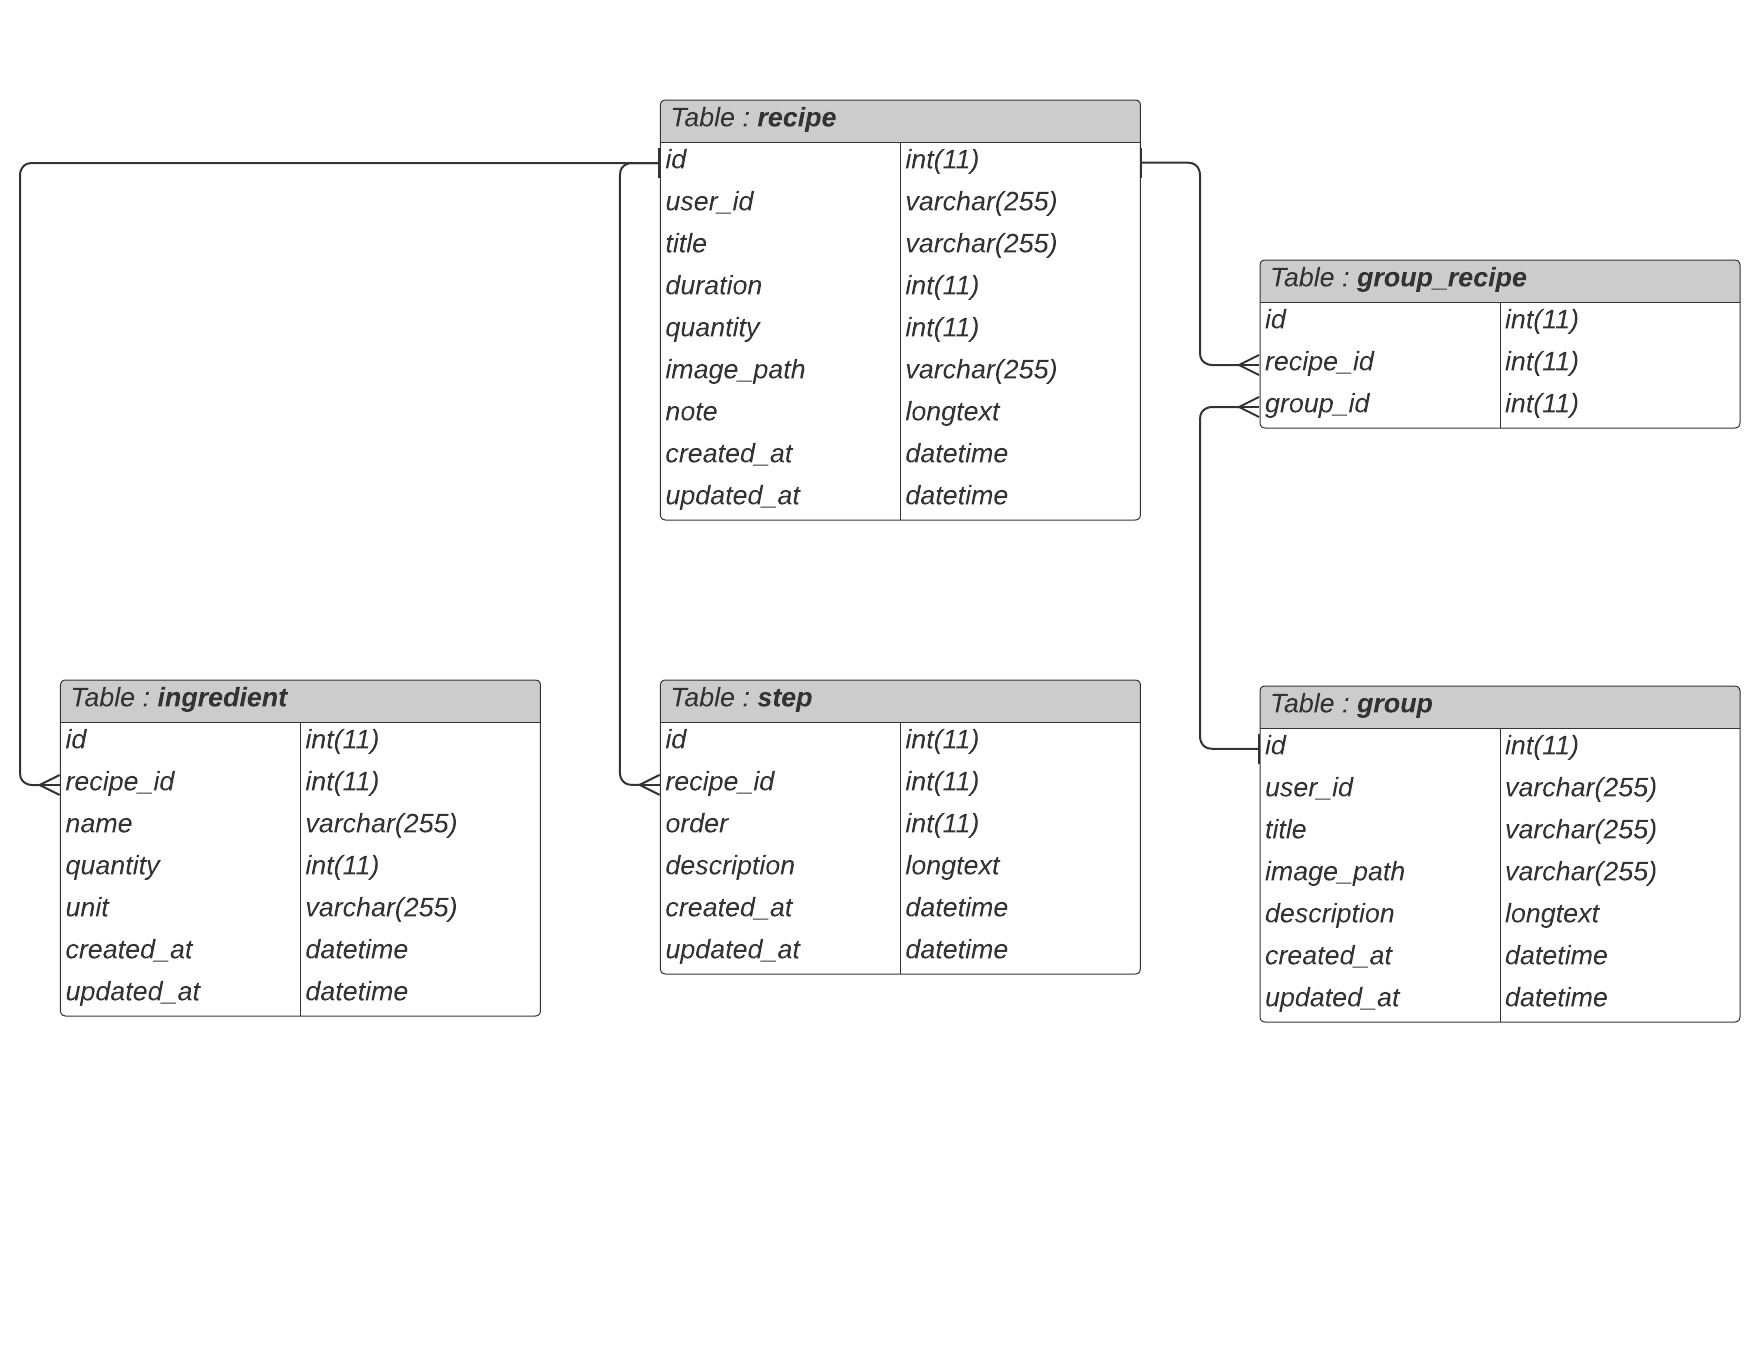 Table : recipe
id int(11)
user_id varchar(255)
title varchar(255)
duration int(11)
quantity int(11)
image_path varchar(255)
note longtext
created_at datetime
updated_at datetime
Table : group_recipe
id int(11)
recipe_id int(11)
group_id int(11)
Table : ingredient
id int(11)
recipe_id int(11)
name varchar(255)
quantity int(11)
unit varchar(255)
created_at datetime
updated_at datetime
Table : step
id int(11)
recipe_id int(11)
order int(11)
description longtext
created_at datetime
updated_at datetime
Table : group
id int(11)
user_id varchar(255)
title varchar(255)
image_path varchar(255)
description longtext
created_at datetime
updated_at datetime